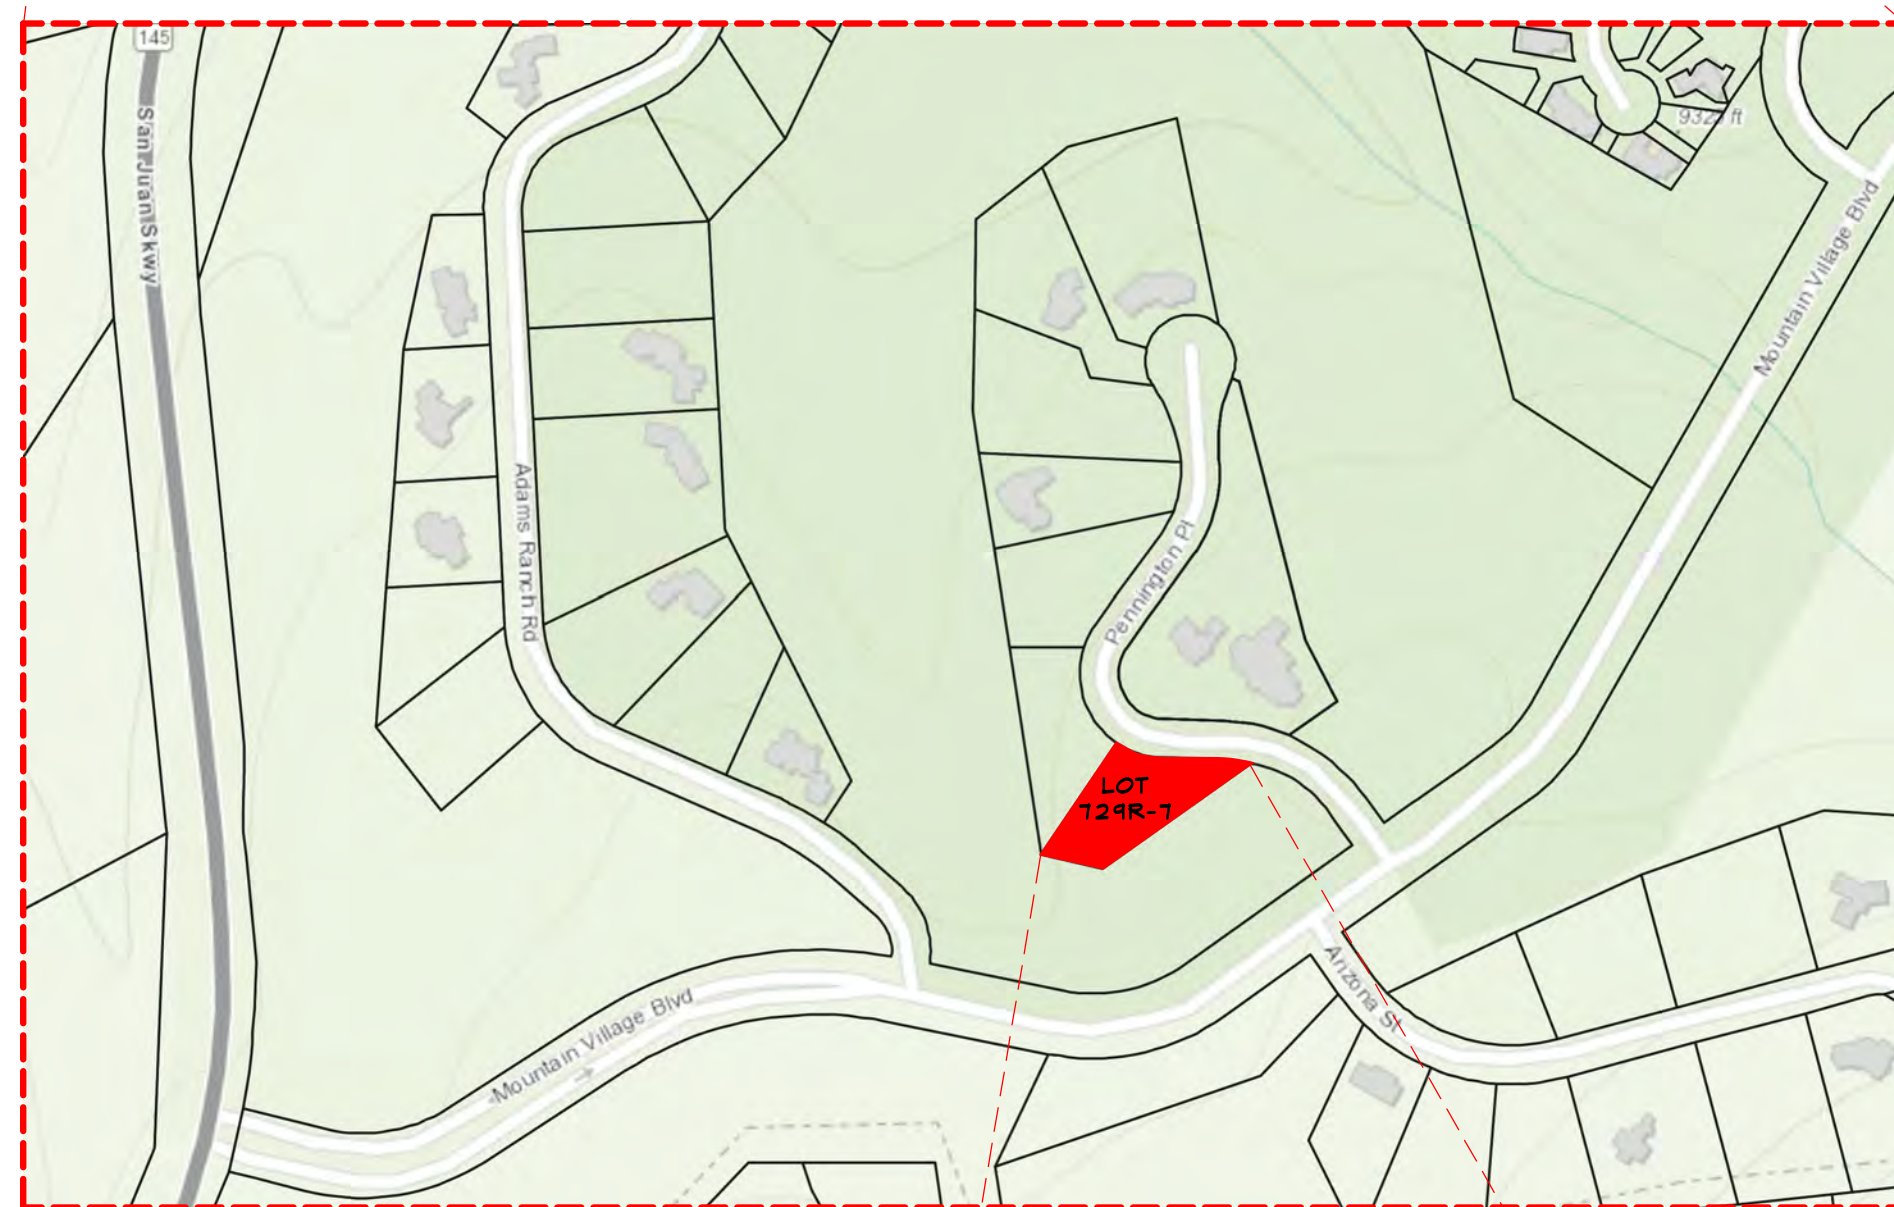 145
San Juan Skwy
9323 ft
Mountain Village Blvd
Adams Ranch Rd
Pennington Pl
LOT
729R-7
Arizona St
Mountain Village Blvd